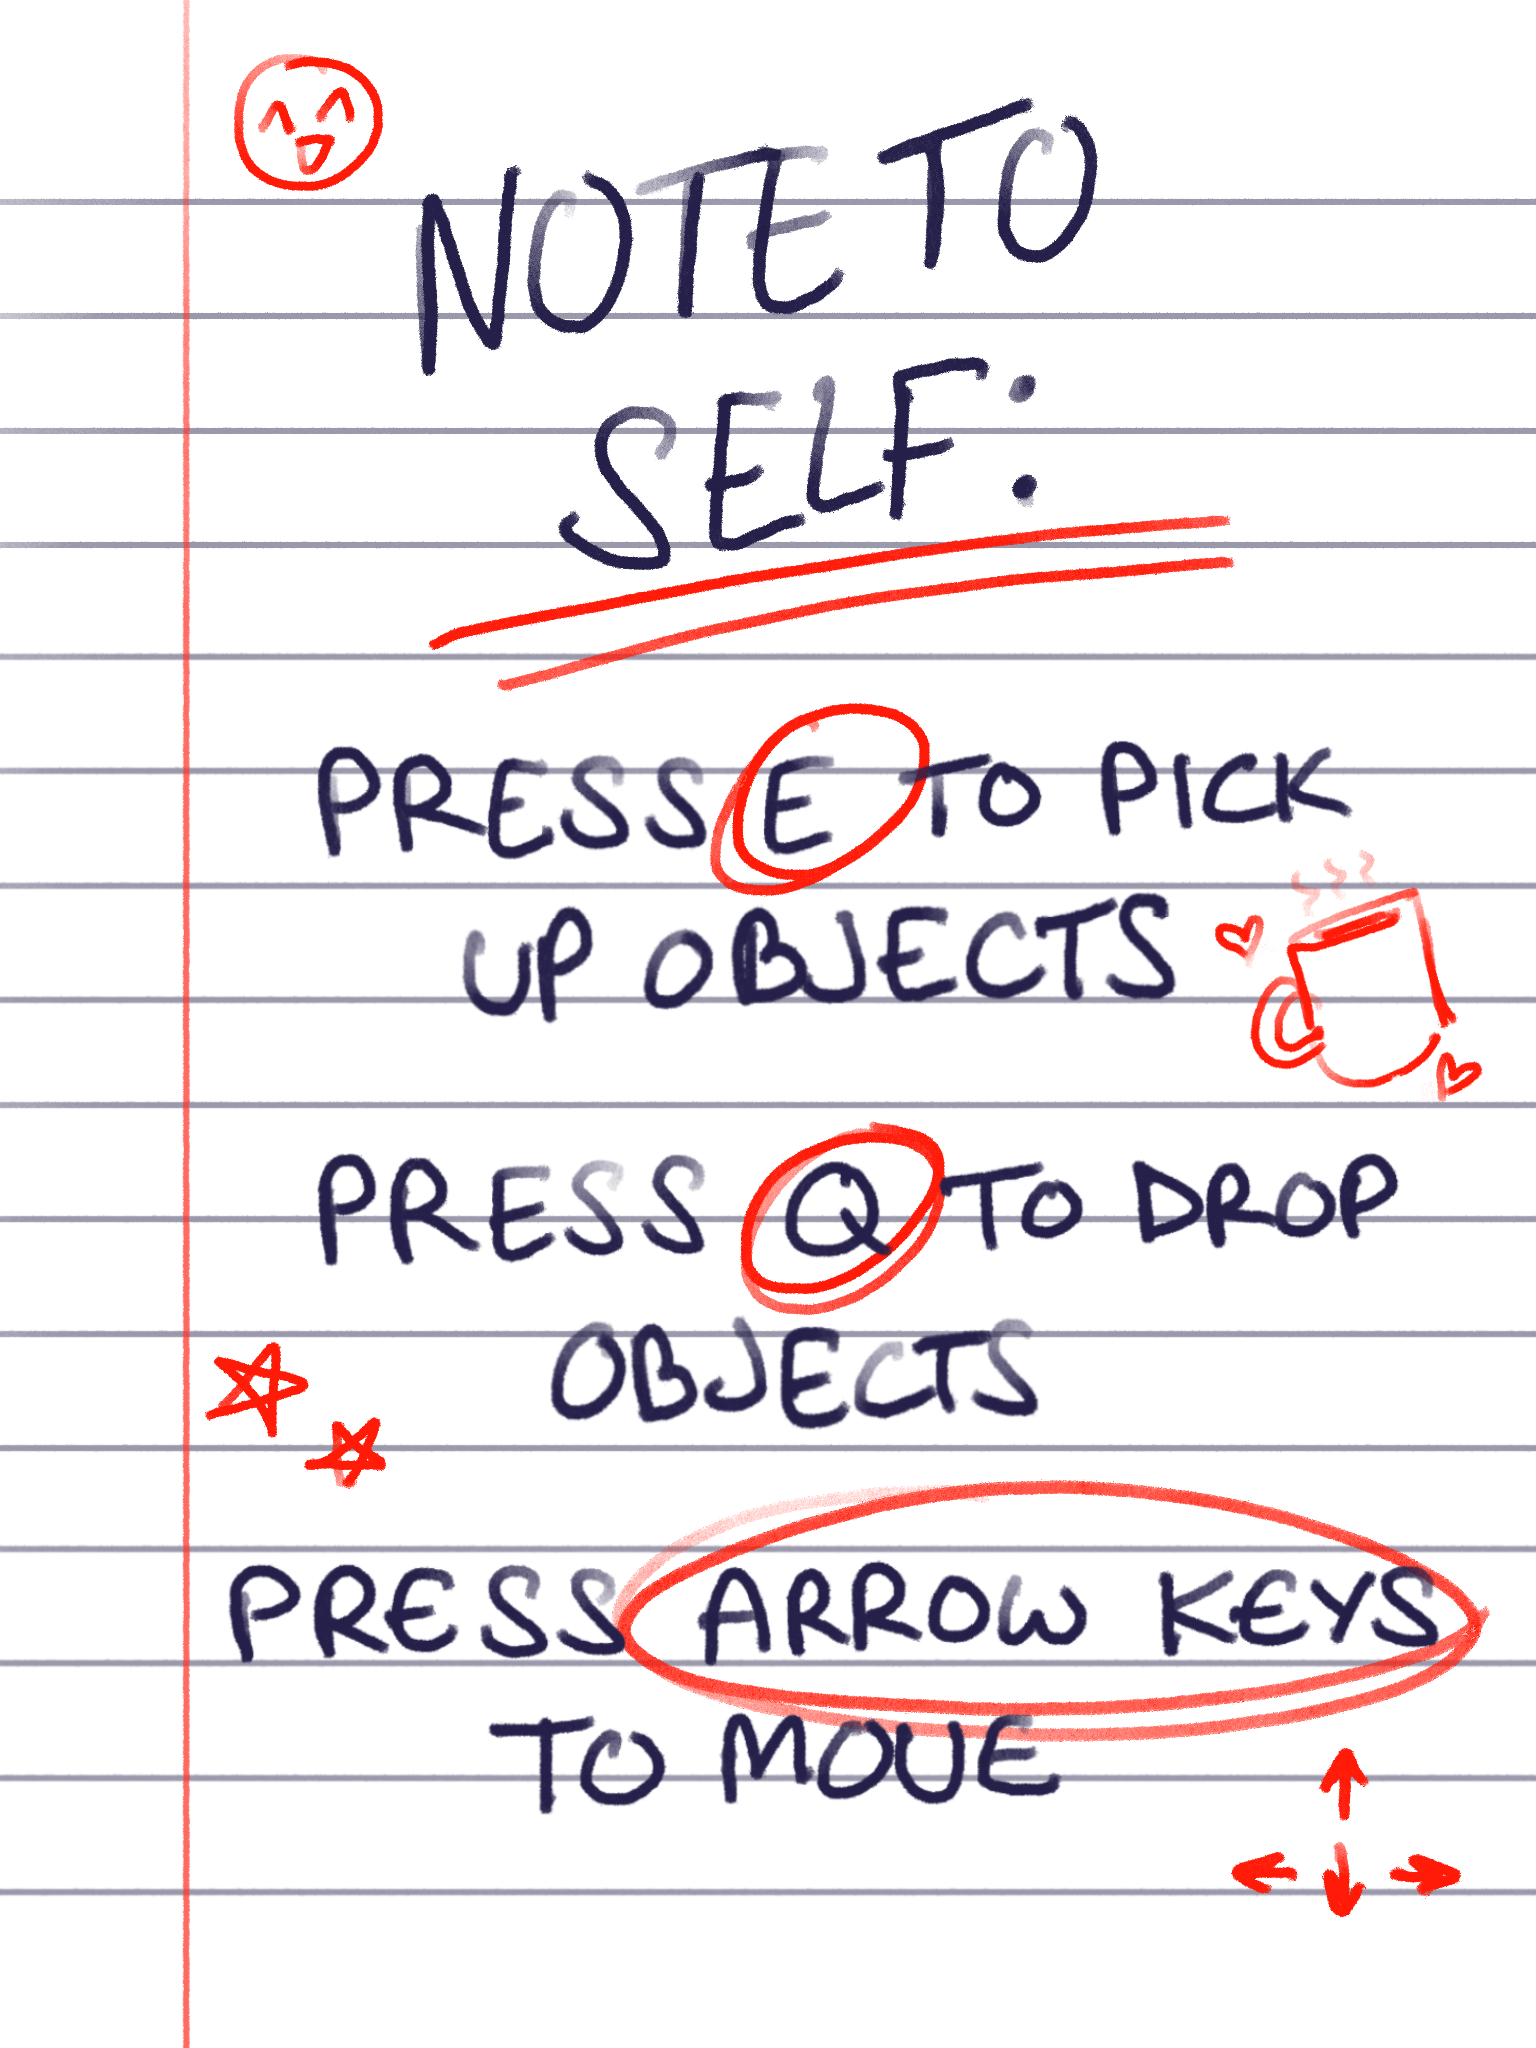 NOTE TO
SELF:
PRESS E TO PICK
UP OBJECTS
PRESS Q TO DROP
OBJECTS
PRESS ARROW KEYS
TO MOVE